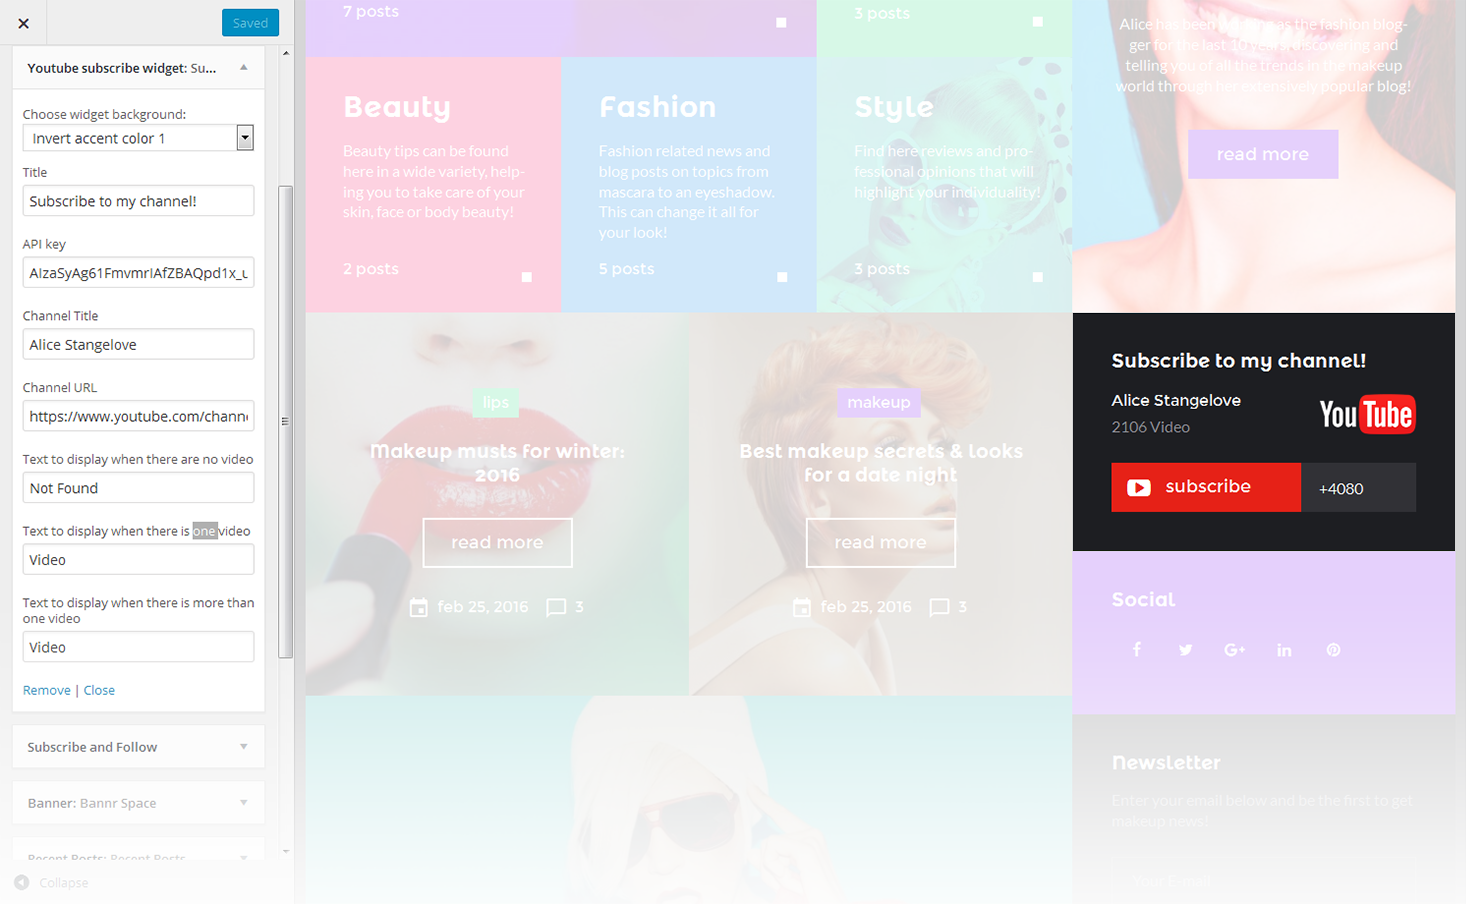 Saved
Youtube subscribe widget: Su...
Choose widget background:
Invert accent color 1
Title
Subscribe to my channel!
API key
Channel Title
Alice Stangelove
Channel URL
https://www.youtube.com/chann
Text to display when there are no video
Not Found
Text to display when there is one video
Video
Text to display when there is more than
one video
Video
Remove | Close
Subscribe and Follow
Banner: Bannr Space
Recent Posts: Recent Posts
Collapse
7 posts
3 posts
Beauty
Beauty tips can be found
here in a wide variety, help-
ing you to take care of your
skin, face or body beauty!
2 posts
Fashion
Fashion related news and
blog posts on topics from
mascara to an eyeshadow.
This can change it all for
your look!
5 posts
Style
Find here reviews and pro-
fessional opinions that will
highlight your individuality!
3 posts
lips
Makeup musts for winter:
2016
read more
feb 25, 2016 3
makeup
Best makeup secrets & looks
for a date night
read more
feb 25, 2016 3
Alice has been working as the fashion blog-
ger for the last 10 years, discovering and
telling you of all the trends in the makeup
world through her extensively popular blog!
read more
Subscribe to my channel!
Alice Stangelove
2106 Video
YouTube
subscribe +4080
Social
Newsletter
Enter your email below and be the first to get
makeup news!